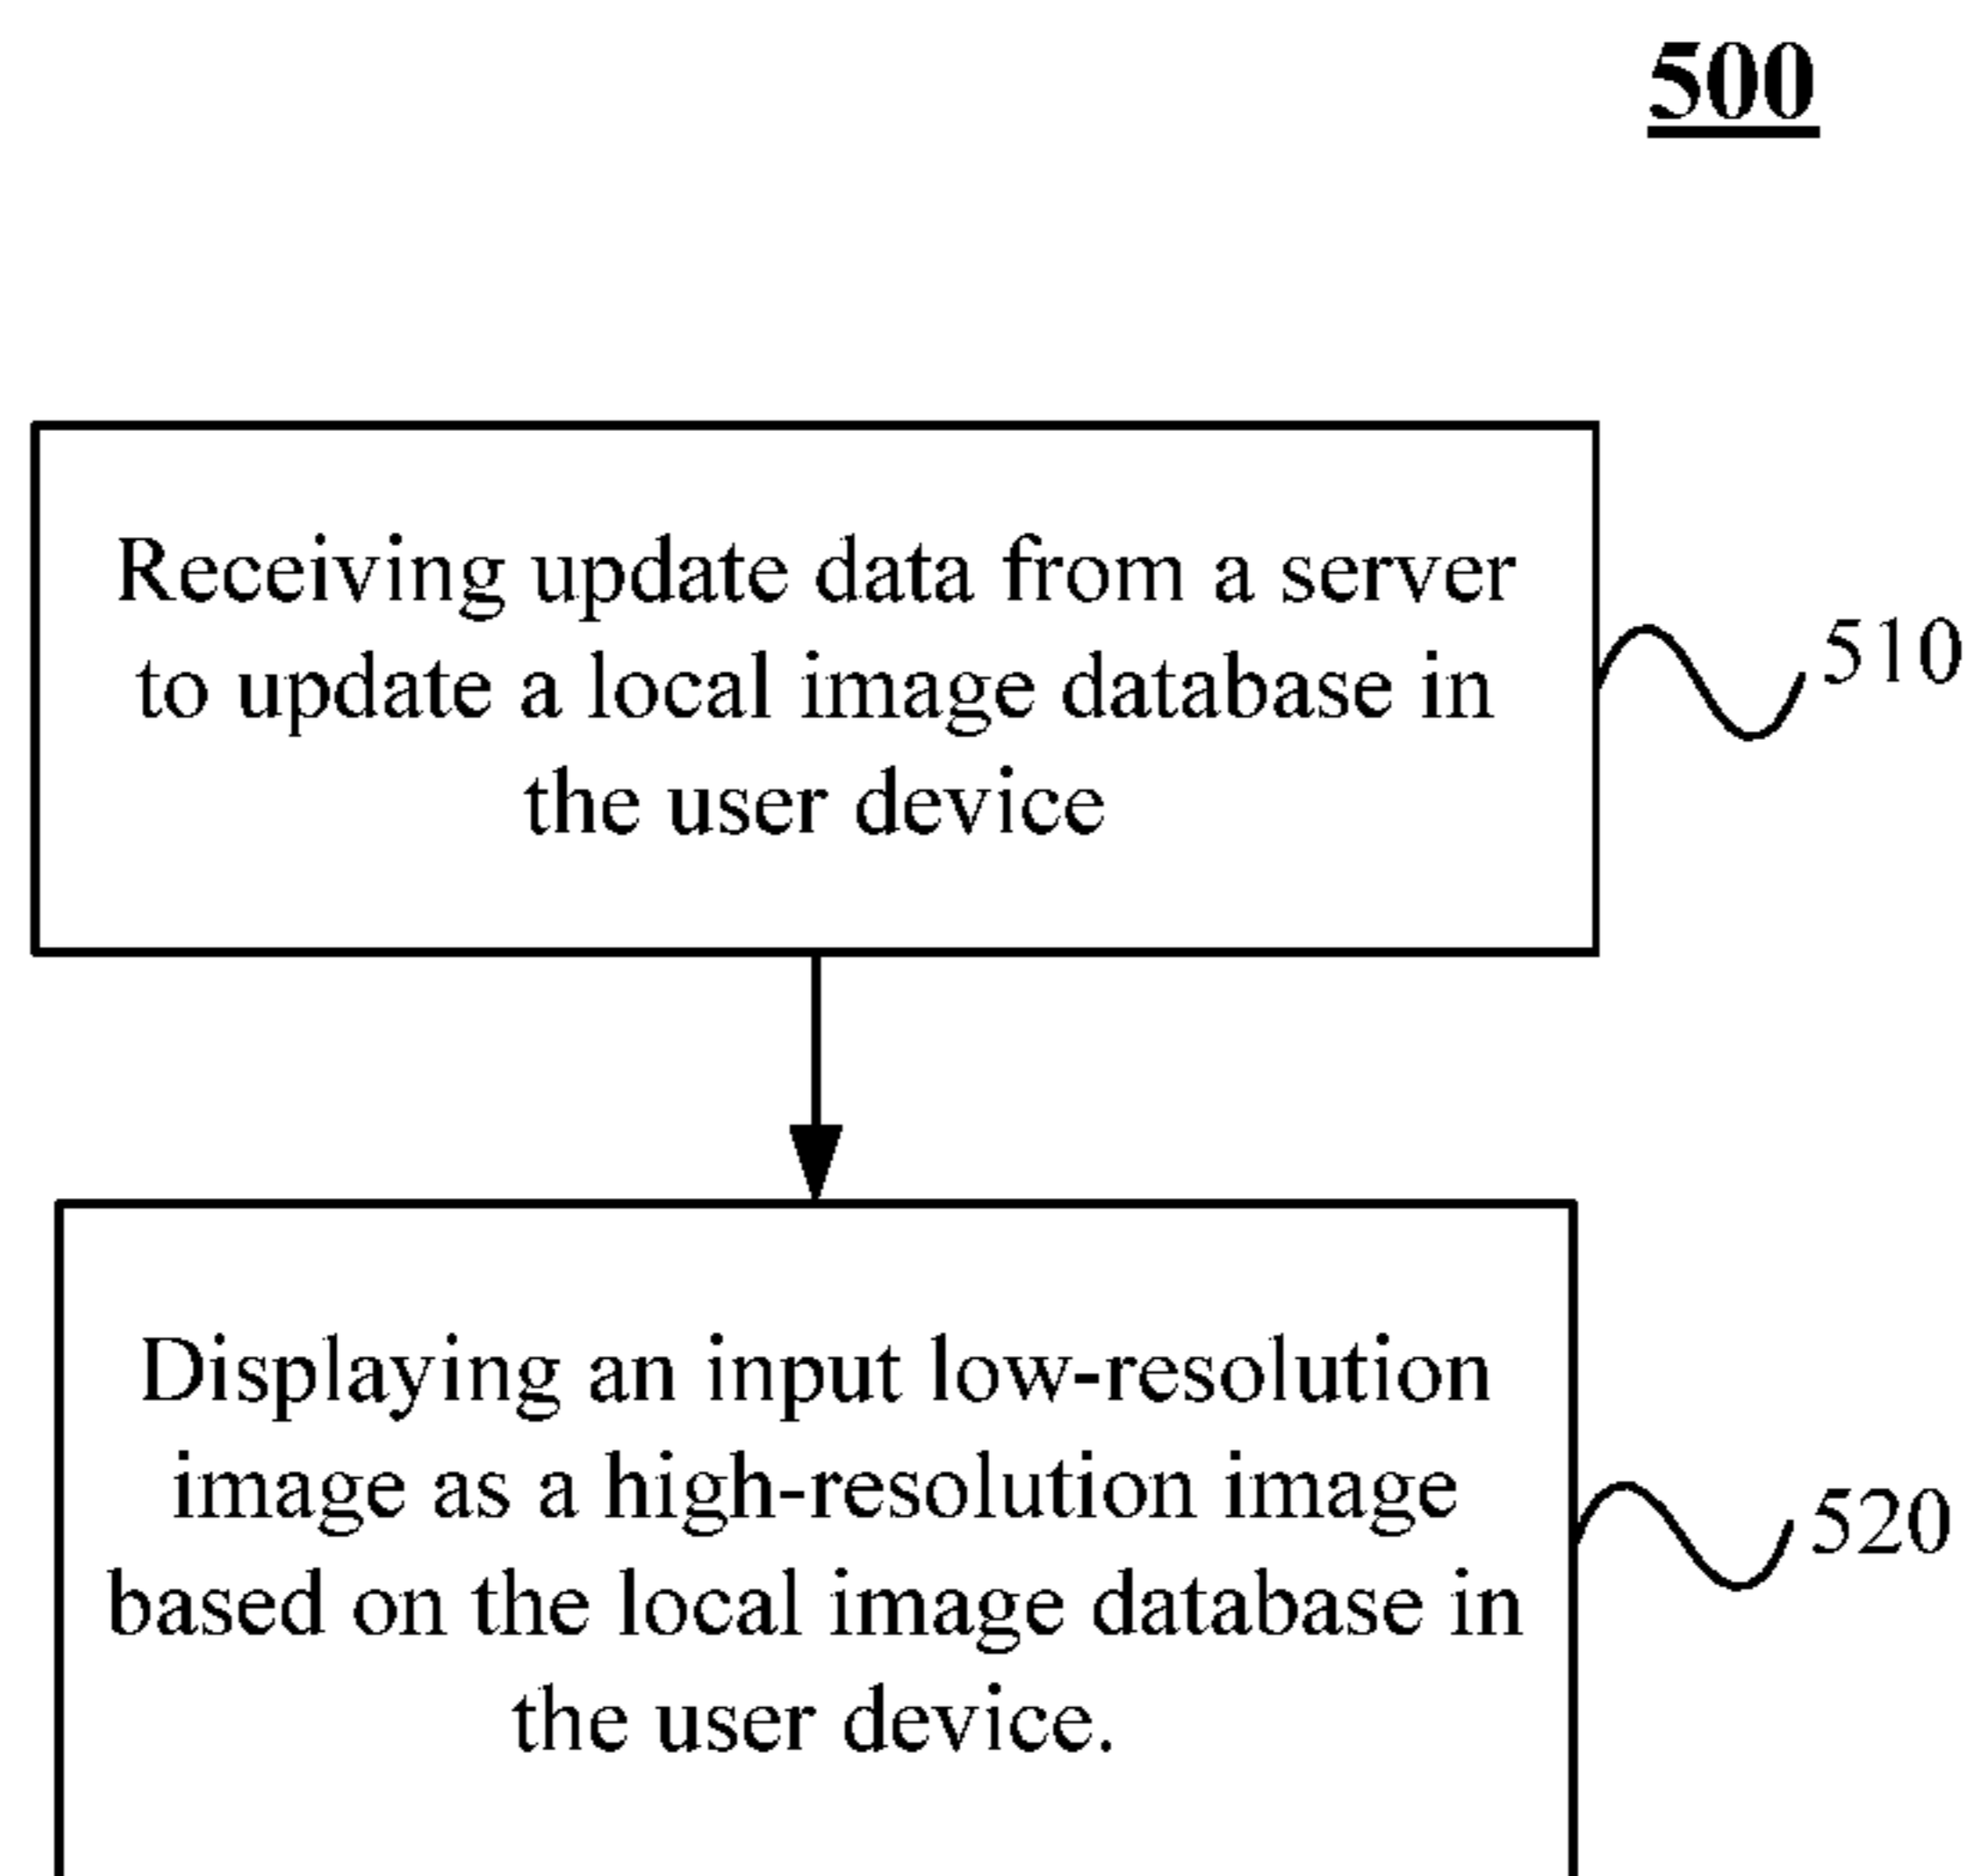 500
Receiving update data from a server
to update a local image database in
the user device
510
Displaying an input low-resolution
image as a high-resolution image
based on the local image database in
the user device.
520